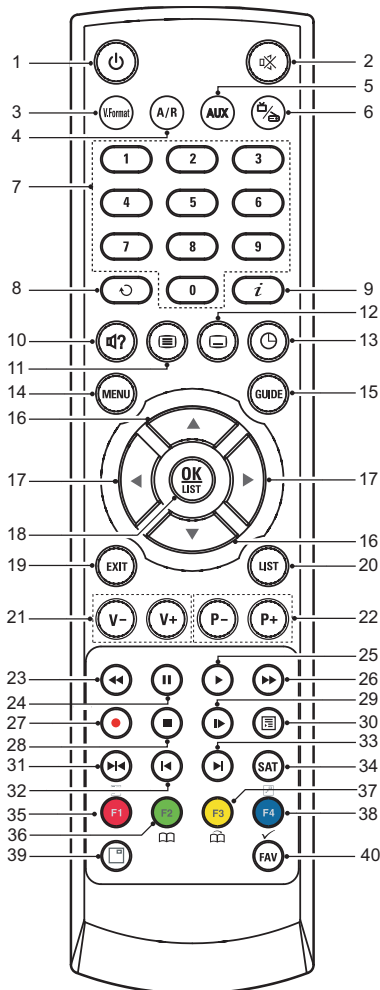 1
2
5
3 V.Format A/R AUX 6
4
1 2 3
7
4 5 6
7 8 9
8 0 i 9
12
10 ? 13
11
14 MENU GUIDE 15
16
17 OK 17
LIST
18
16
19 EXIT LIST 20
21 V- V+ P- P+ 22
25
23 26
24 29
27 30
28 33
31 SAT 34
32
37
35 F1 F2 F3 F4 38
36
39 FAV 40